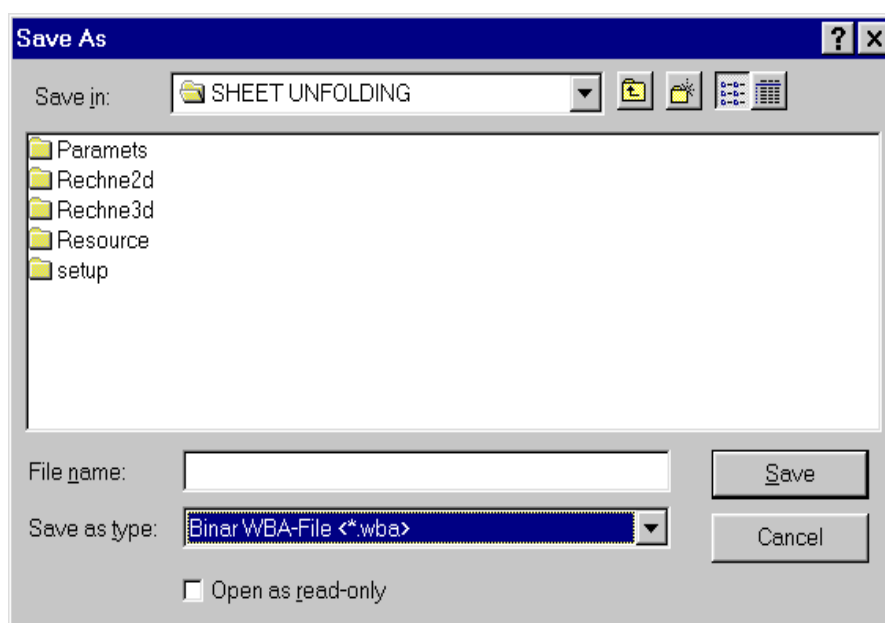 Save As
Save in: SHEET UNFOLDING
Paramets
Rechne2d
Rechne3d
Resource
setup
File name: Save
Save as type: Binar WBA-File <*.wba> Cancel
Open as read-only